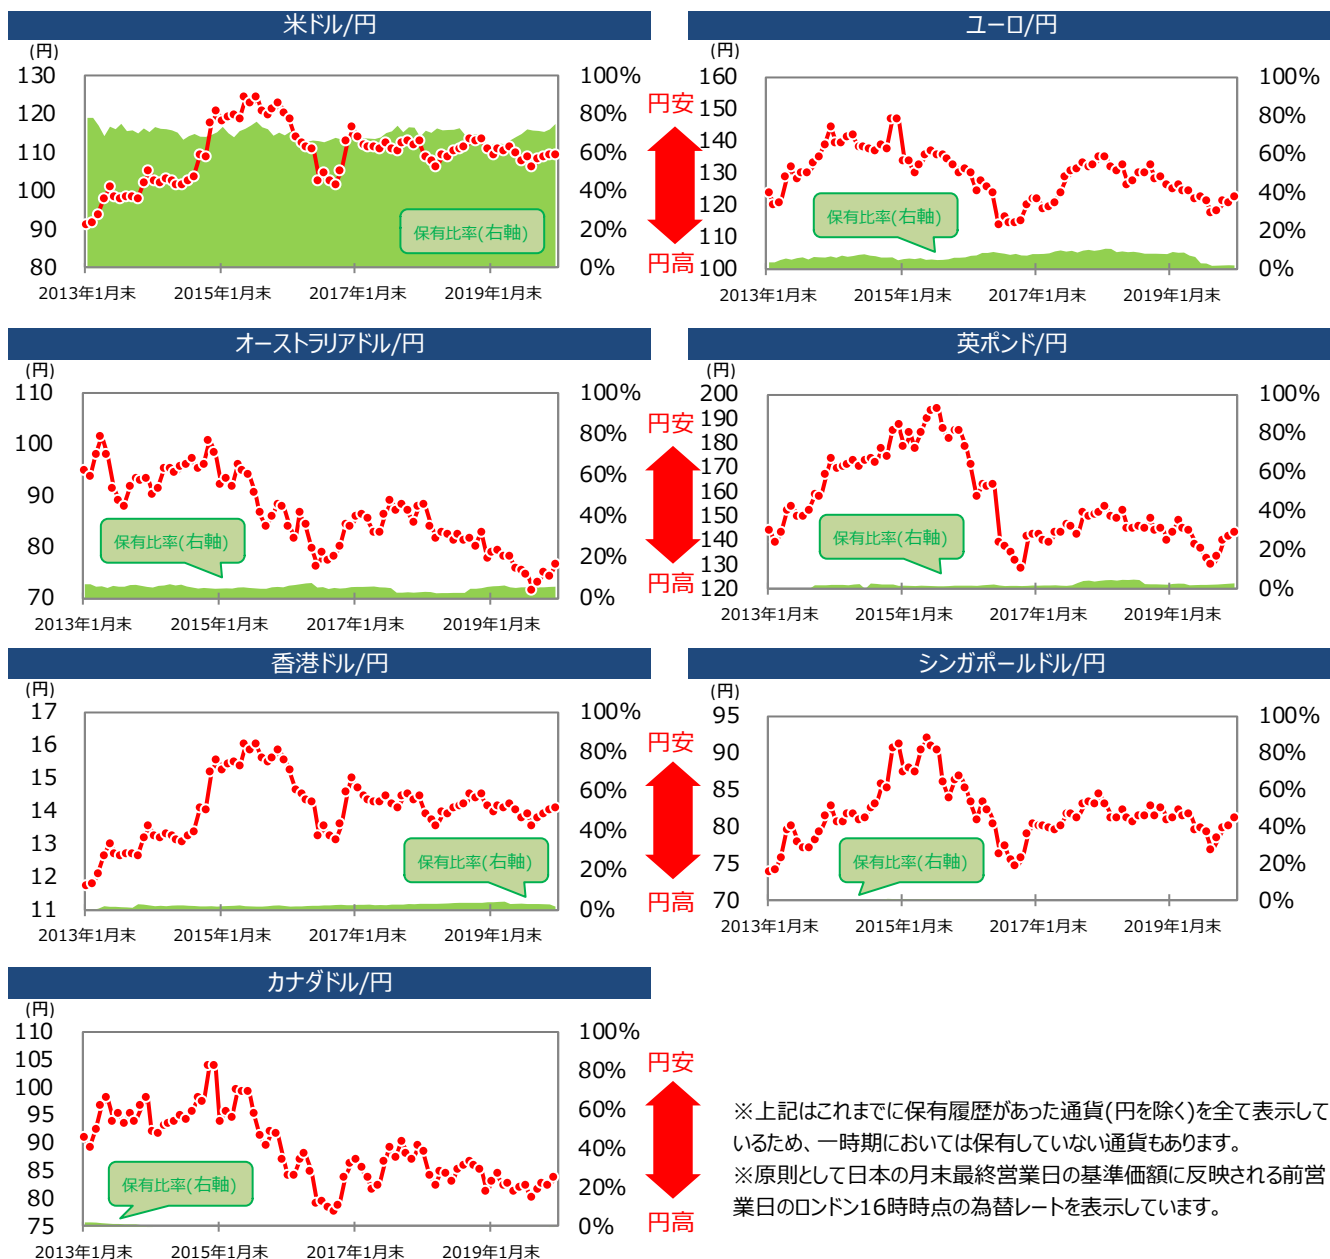 米ドル/円
(円)
130
120
110
100
90
80
100%
80%
60%
40%
20%
0%
保有比率(右軸)
2013年1月末
2015年1月末
2017年1月末
2019年1月末
円安
円高
ユーロ/円
(円)
160
150
140
130
120
110
100
100%
80%
60%
40%
20%
0%
保有比率(右軸)
2013年1月末
2015年1月末
2017年1月末
2019年1月末
オーストラリアドル/円
(円)
110
100
90
80
70
100%
80%
60%
40%
20%
0%
保有比率(右軸)
2013年1月末
2015年1月末
2017年1月末
2019年1月末
円安
円高
英ポンド/円
(円)
200
190
180
170
160
150
140
130
120
100%
80%
60%
40%
20%
0%
保有比率(右軸)
2013年1月末
2015年1月末
2017年1月末
2019年1月末
香港ドル/円
(円)
17
16
15
14
13
12
11
100%
80%
60%
40%
20%
0%
保有比率(右軸)
2013年1月末
2015年1月末
2017年1月末
2019年1月末
円安
円高
シンガポールドル/円
(円)
95
90
85
80
75
70
100%
80%
60%
40%
20%
0%
保有比率(右軸)
2013年1月末
2015年1月末
2017年1月末
2019年1月末
カナダドル/円
(円)
110
105
100
95
90
85
80
75
100%
80%
60%
40%
20%
0%
保有比率(右軸)
2013年1月末
2015年1月末
2017年1月末
2019年1月末
円安
円高
※上記はこれまでに保有履歴があった通貨(円を除く)を全て表示して
いるため、一時期においては保有していない通貨もあります。
※原則として日本の月末最終営業日の基準価額に反映される前営
業日のロンドン16時時点の為替レートを表示しています。